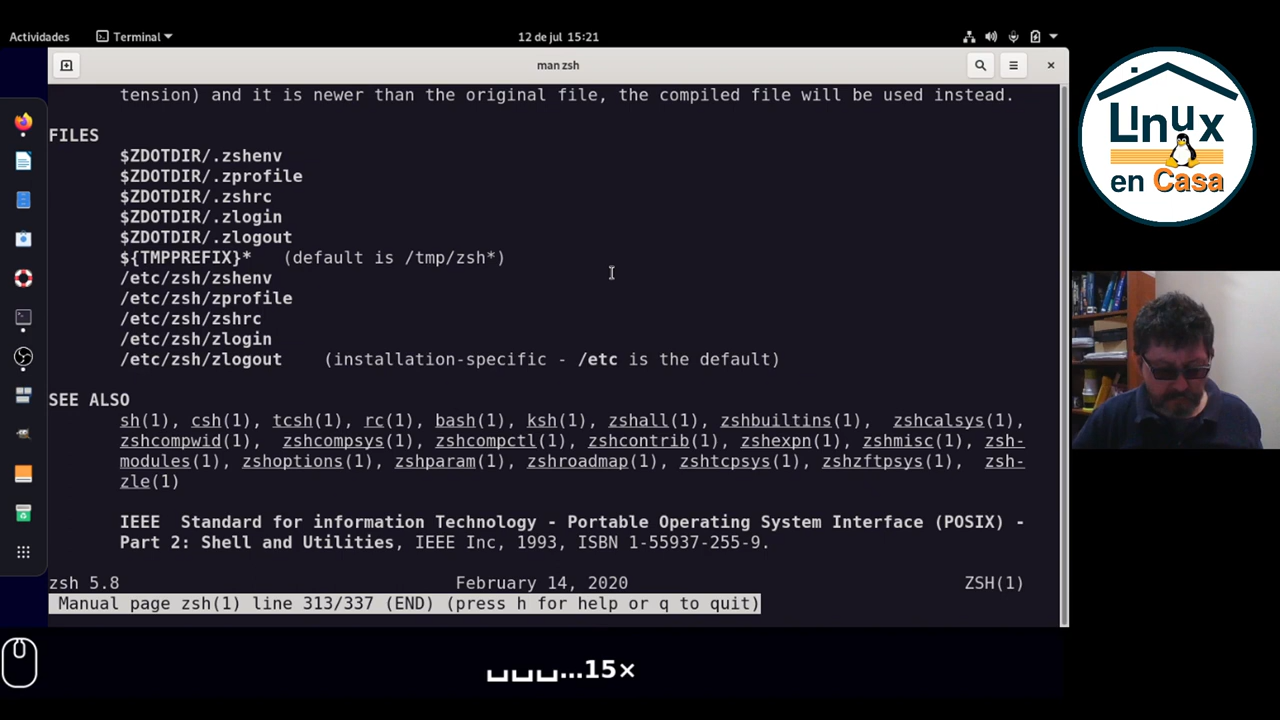 Actividades
Terminal
12 de jul 15:21
man zsh
tension) and it is newer than the original file, the compiled file will be used instead.
FILES
$ZDOTDIR/.zshenv
$ZDOTDIR/.zprofile
$ZDOTDIR/.zshrc
$ZDOTDIR/.zlogin
$ZDOTDIR/.zlogout
${TMPPREFIX}* (default is /tmp/zsh*)
/etc/zsh/zshenv
/etc/zsh/zprofile
/etc/zsh/zshrc
/etc/zsh/zlogin
/etc/zsh/zlogout (installation-specific - /etc is the default)
SEE ALSO
sh(1), csh(1), tcsh(1), rc(1), bash(1), ksh(1), zshall(1), zshbuiltins(1), zshcalsys(1),
zshcompwid(1), zshcompsys(1), zshcompctl(1), zshcontrib(1), zshexpn(1), zshmisc(1), zsh-
modules(1), zshoptions(1), zshparam(1), zshroadmap(1), zshtcpsys(1), zshzftpsys(1), zsh-
zle(1)
IEEE Standard for information Technology - Portable Operating System Interface (POSIX) -
Part 2: Shell and Utilities, IEEE Inc, 1993, ISBN 1-55937-255-9.
zsh 5.8 February 14, 2020 ZSH(1)
Manual page zsh(1) line 313/337 (END) (press h for help or q to quit)
␣␣␣...15×
Linux
en Casa